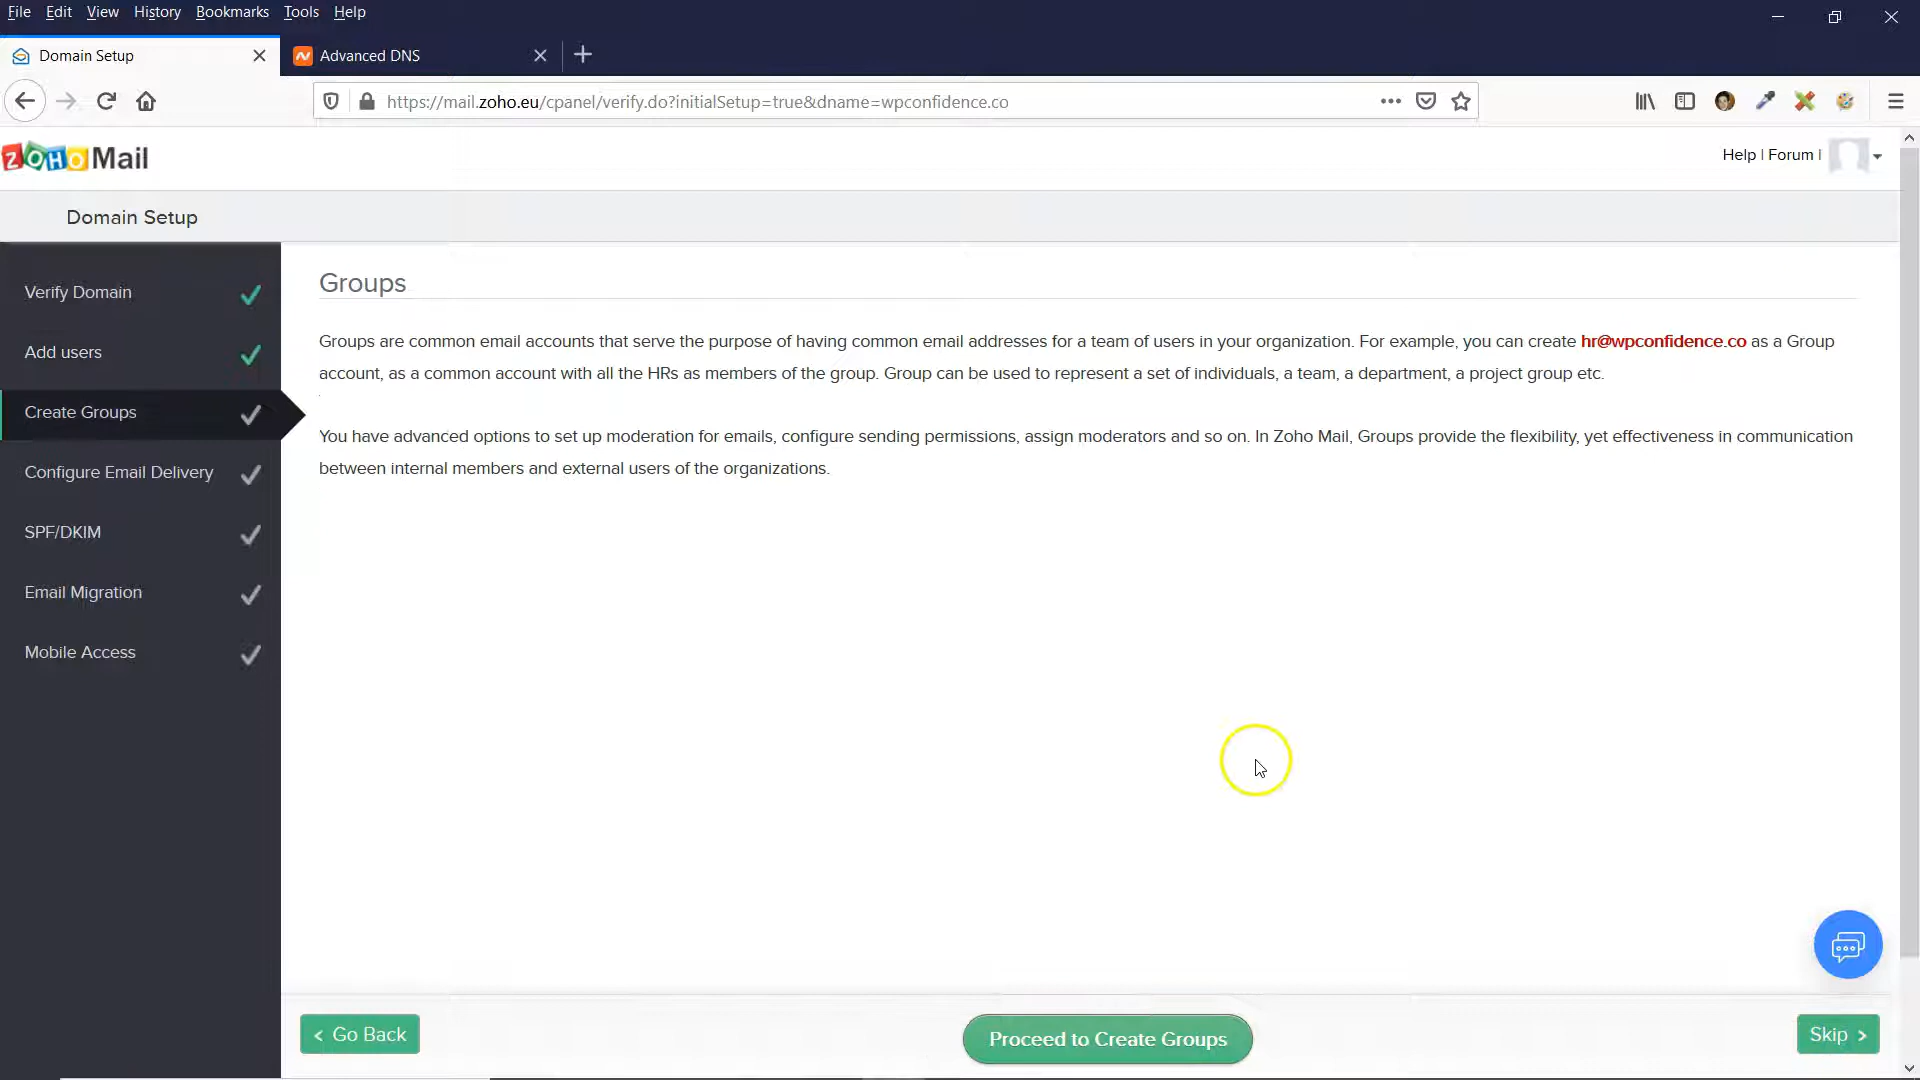 File Edit View History Bookmarks Tools Help
Domain Setup
Advanced DNS
https://mail.zoho.eu/cpanel/verify.do?initialSetup=true&dname=wpconfidence.co
ZOHO Mail
Help | Forum |
Domain Setup
Verify Domain
Add users
Create Groups
Configure Email Delivery
SPF/DKIM
Email Migration
Mobile Access
Groups
Groups are common email accounts that serve the purpose of having common email addresses for a team of users in your organization. For example, you can create hr@wpconfidence.co as a Group
account, as a common account with all the HRs as members of the group. Group can be used to represent a set of individuals, a team, a department, a project group etc.
You have advanced options to set up moderation for emails, configure sending permissions, assign moderators and so on. In Zoho Mail, Groups provide the flexibility, yet effectiveness in communication
between internal members and external users of the organizations.
< Go Back
Proceed to Create Groups
Skip >